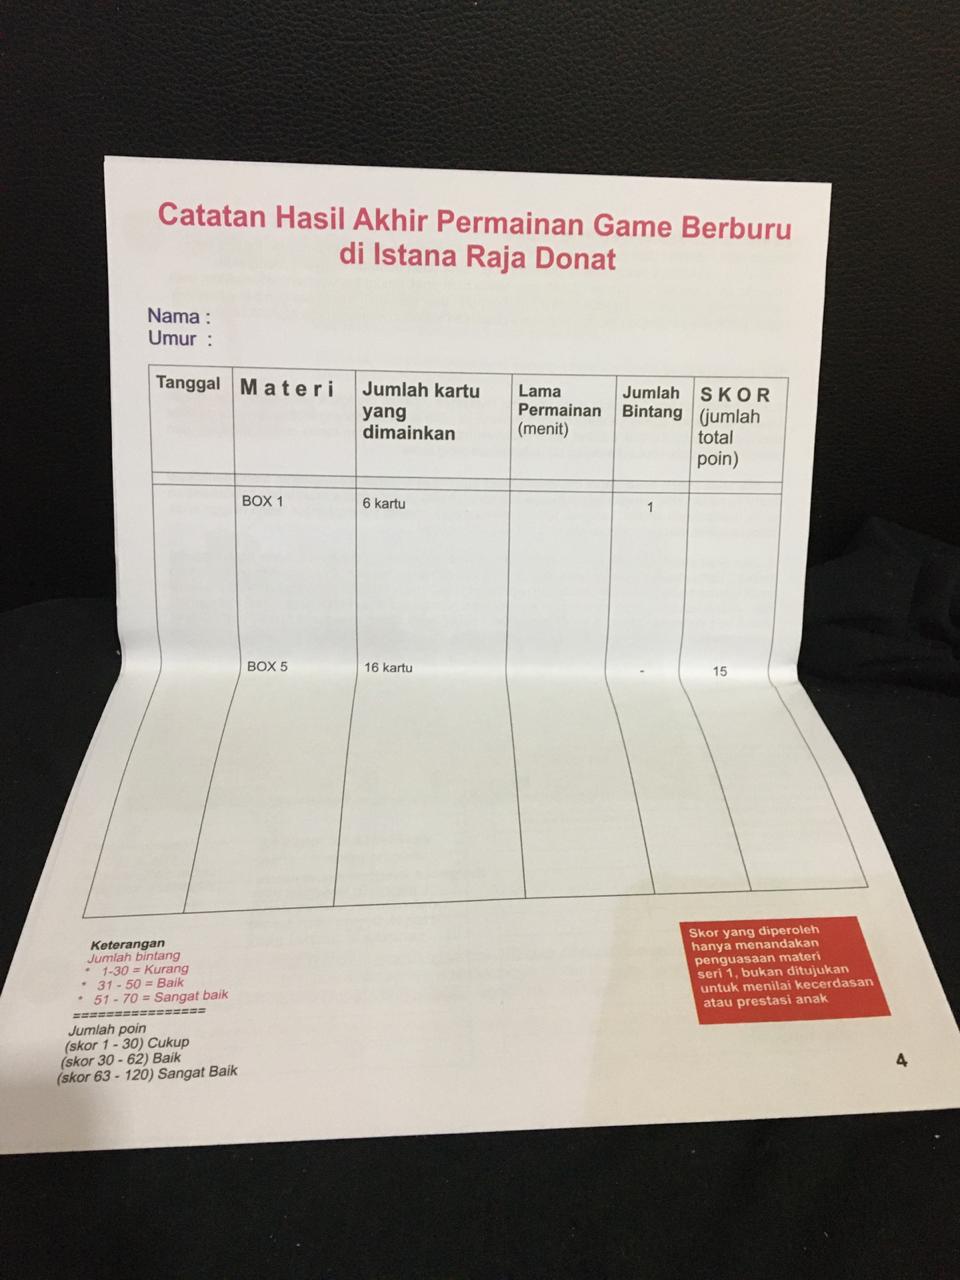 Catatan Hasil Akhir Permainan Game Berburu
di Istana Raja Donat
Nama :
Umur :
Tanggal
Materi
Jumlah kartu
yang
dimainkan
Lama
Permainan
(menit)
Jumlah
Bintang
SKOR
(jumlah
total
poin)
BOX 1
6 kartu
1
BOX 5
16 kartu
-
15
Keterangan
Jumlah bintang
* 1-30 = Kurang
* 31 - 50 = Baik
* 51 - 70 = Sangat baik
================
Jumlah poin
(skor 1 - 30) Cukup
(skor 30 - 62) Baik
(skor 63 - 120) Sangat Baik
Skor yang diperoleh
hanya menandakan
penguasaan materi
seri 1, bukan ditujukan
untuk menilai kecerdasan
atau prestasi anak
4